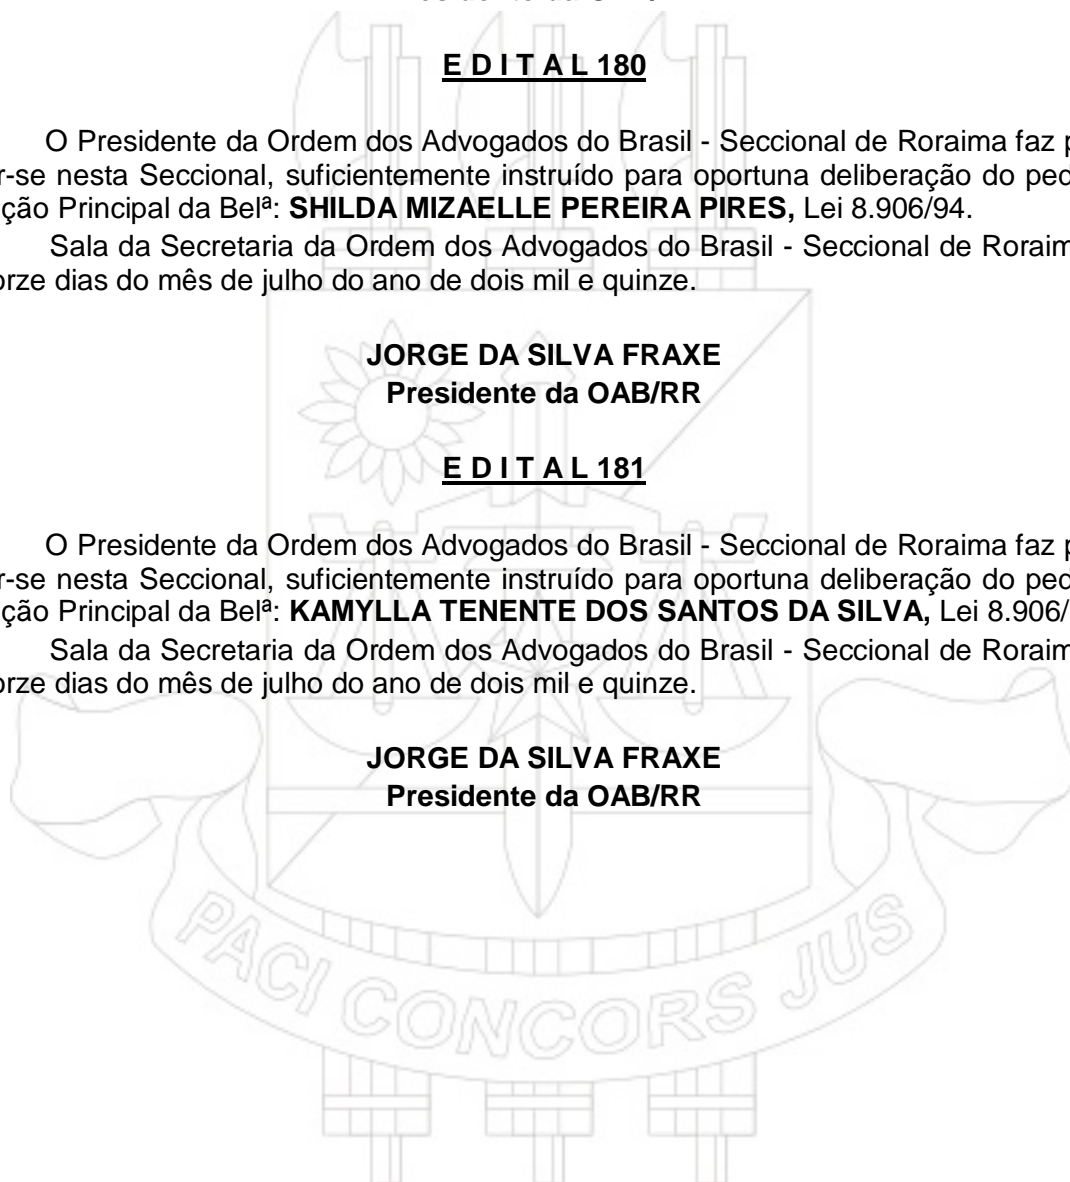 E D I T A L 180
O Presidente da Ordem dos Advogados do Brasil - Seccional de Roraima faz
r-se nesta Seccional, suficientemente instruído para oportuna deliberação do
ção Principal da Belª: SHILDA MIZAELLE PEREIRA PIRES, Lei 8.906/94.
Sala da Secretaria da Ordem dos Advogados do Brasil - Seccional de Roraim
orze dias do mês de julho do ano de dois mil e quinze.
JORGE DA SILVA FRAXE
Presidente da OAB/RR
E D I T A L 181
O Presidente da Ordem dos Advogados do Brasil - Seccional de Roraima faz
r-se nesta Seccional, suficientemente instruído para oportuna deliberação do
ção Principal da Belª: KAMYLLA TENENTE DOS SANTOS DA SILVA, Lei 8.906/
Sala da Secretaria da Ordem dos Advogados do Brasil - Seccional de Roraim
orze dias do mês de julho do ano de dois mil e quinze.
JORGE DA SILVA FRAXE
Presidente da OAB/RR
PACI CONCORS JUS